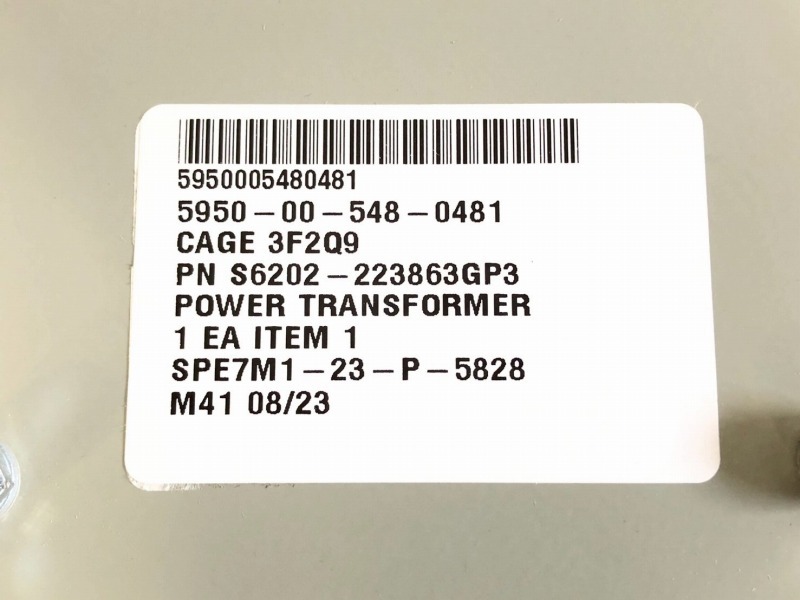 5950005480481
5950-00-548-0481
CAGE 3F2Q9
PN S6202-223863GP3
POWER TRANSFORMER
1 EA ITEM 1
SPE7M1-23-P-5828
M41 08/23